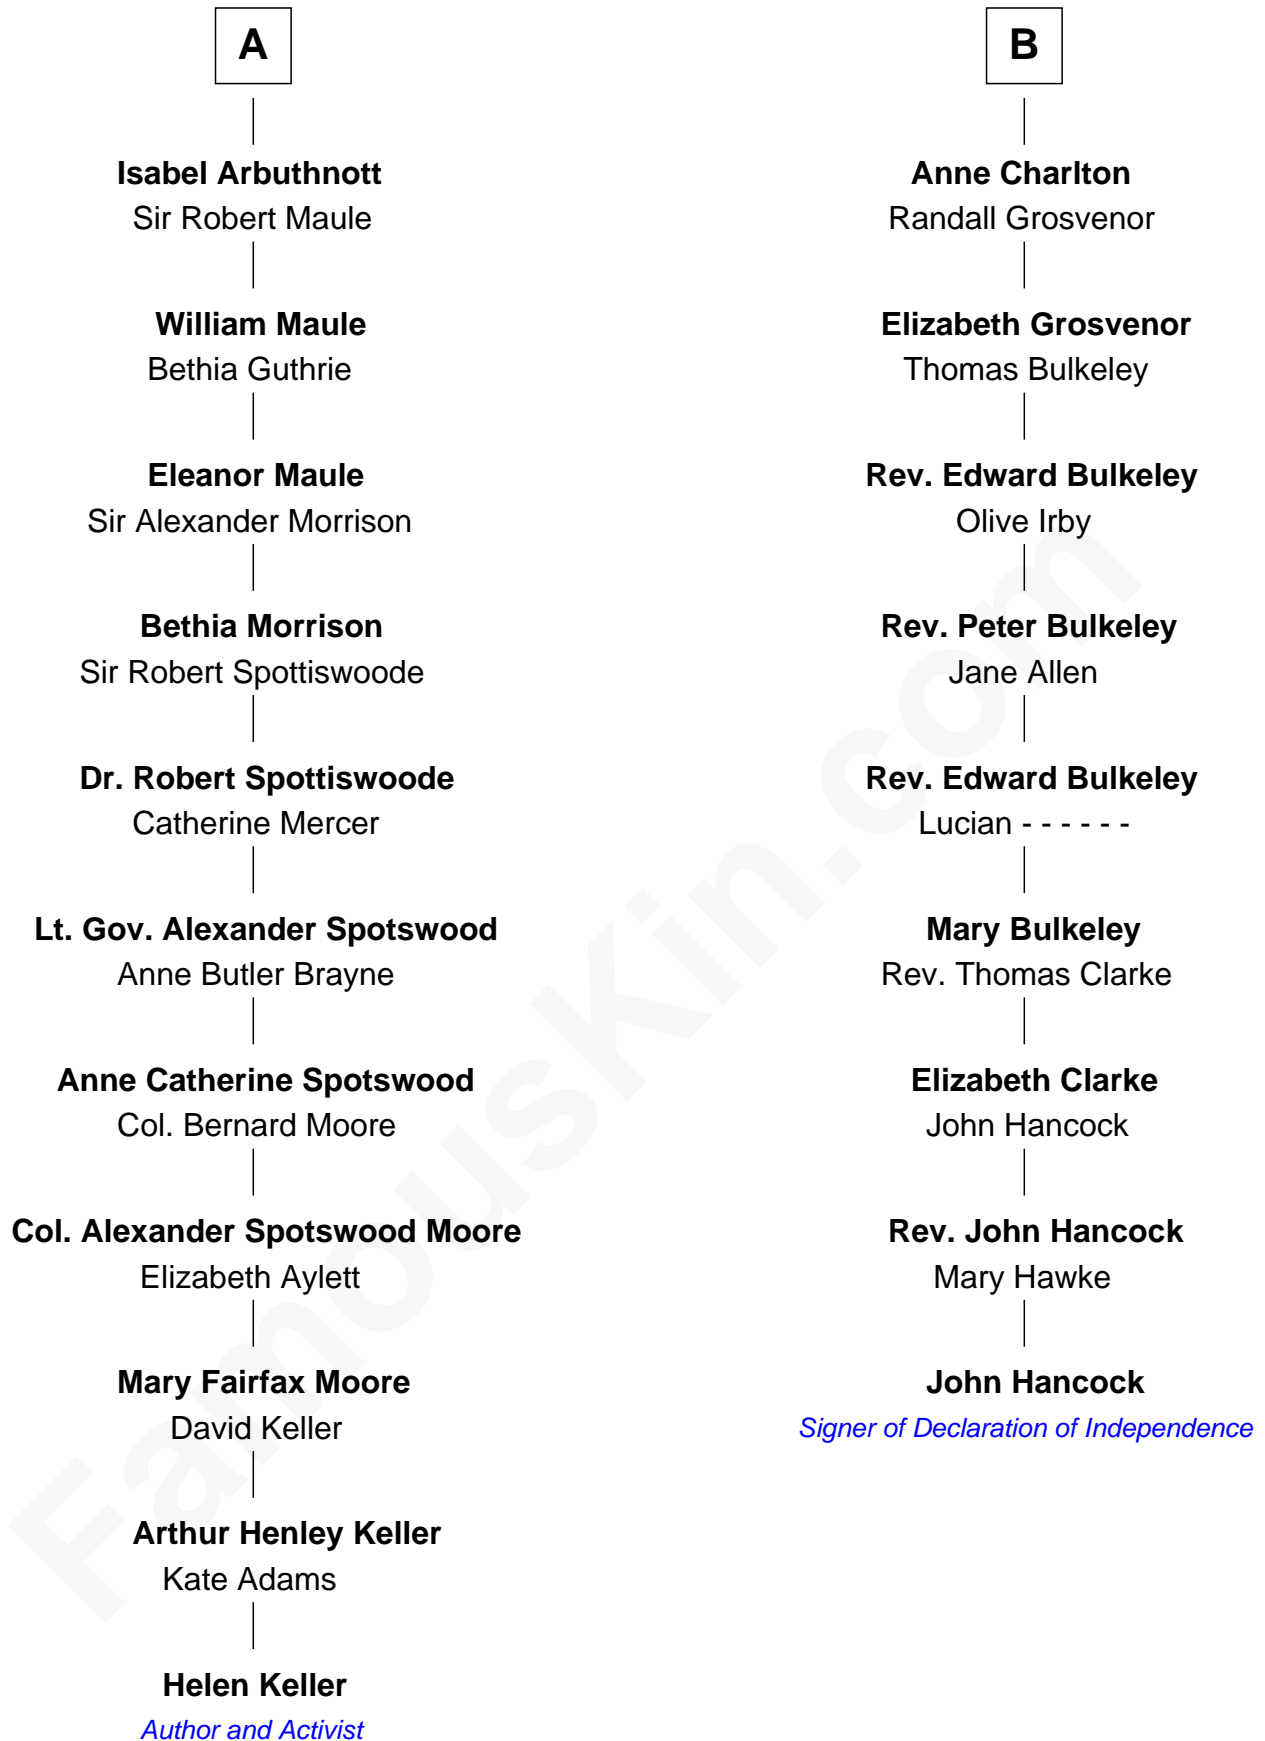 A
Isabel Arbuthnott
Sir Robert Maule
William Maule
Bethia Guthrie
Eleanor Maule
Sir Alexander Morrison
Bethia Morrison
Sir Robert Spottiswoode
Dr. Robert Spottiswoode
Catherine Mercer
Lt. Gov. Alexander Spotswood
Anne Butler Brayne
Anne Catherine Spotswood
Col. Bernard Moore
Col. Alexander Spotswood Moore
Elizabeth Aylett
Mary Fairfax Moore
David Keller
Arthur Henley Keller
Kate Adams
Helen Keller
Author and Activist
B
Anne Charlton
Randall Grosvenor
Elizabeth Grosvenor
Thomas Bulkeley
Rev. Edward Bulkeley
Olive Irby
Rev. Peter Bulkeley
Jane Allen
Rev. Edward Bulkeley
Lucian - - - - - -
Mary Bulkeley
Rev. Thomas Clarke
Elizabeth Clarke
John Hancock
Rev. John Hancock
Mary Hawke
John Hancock
Signer of Declaration of Independence
FamousKin.com